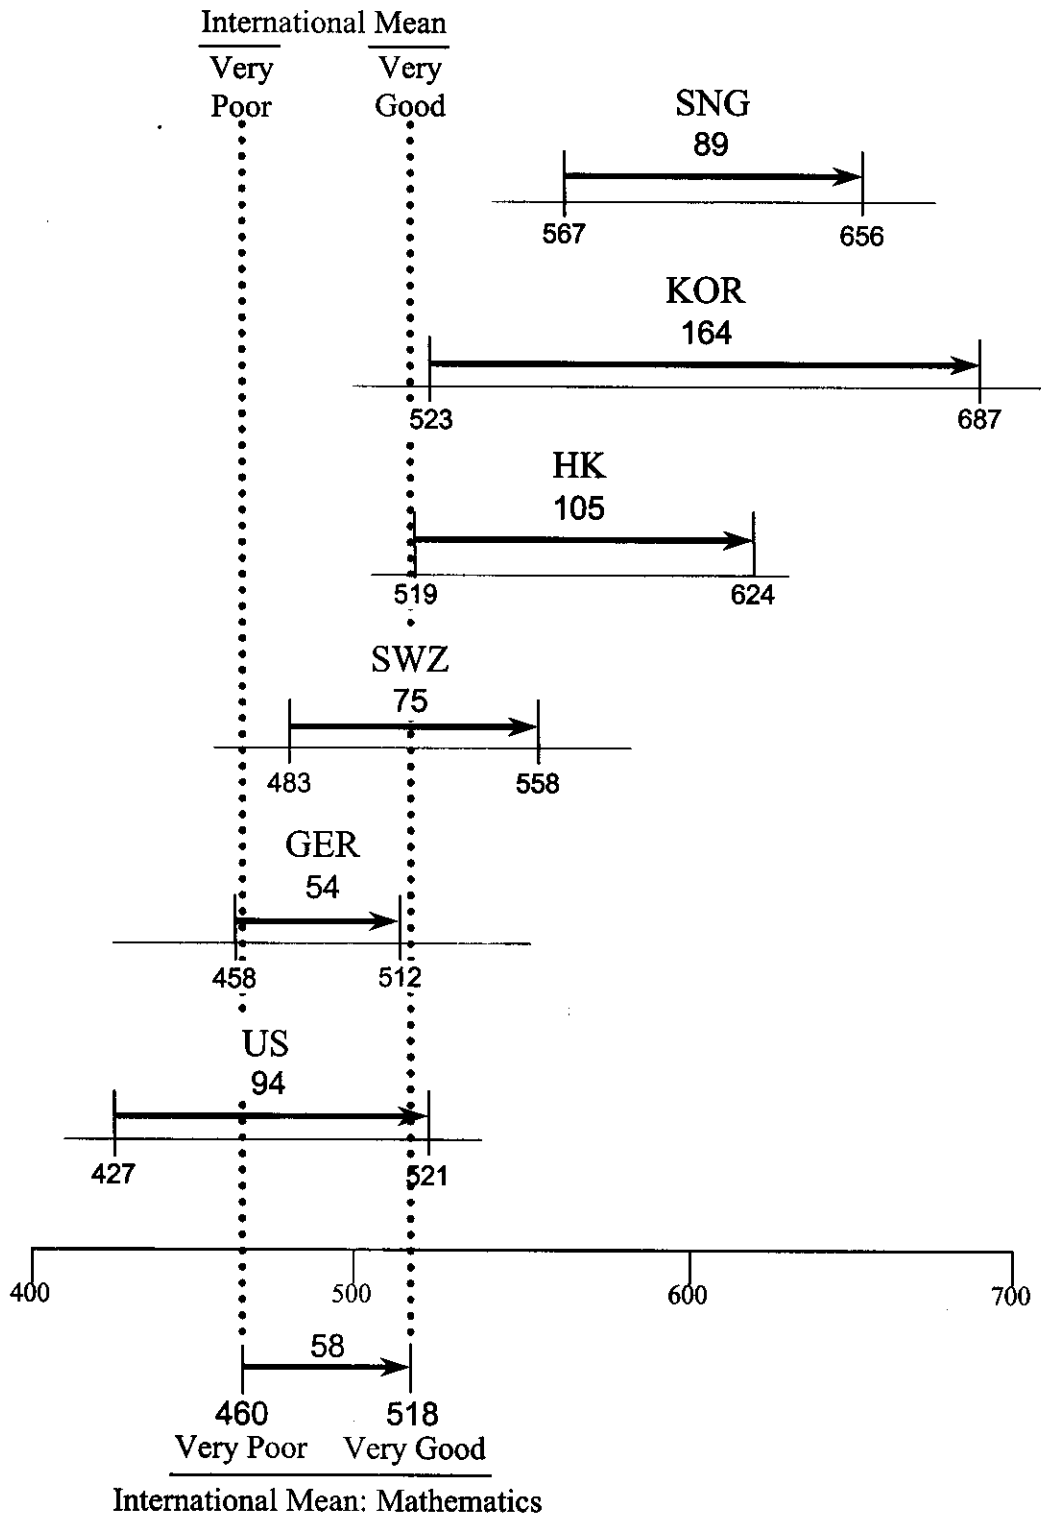 International Mean
Very Very
Poor Good
SNG
89
567 656
KOR
164
523 687
HK
105
519 624
SWZ
75
483 558
GER
54
458 512
US
94
427 521
400 500 600 700
58
460 518
Very Poor Very Good
International Mean: Mathematics